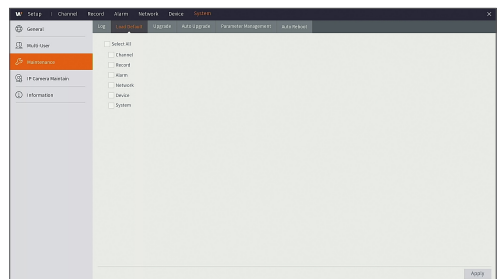 W Setup | Channel Record Alarm Network Device System X
Log Load Default Upgrade Auto Upgrade Parameter Management Auto Reboot
General
Multi-User
Maintenance
IP Camera Maintain
Information
Select All
Channel
Record
Alarm
Network
Device
System
Apply